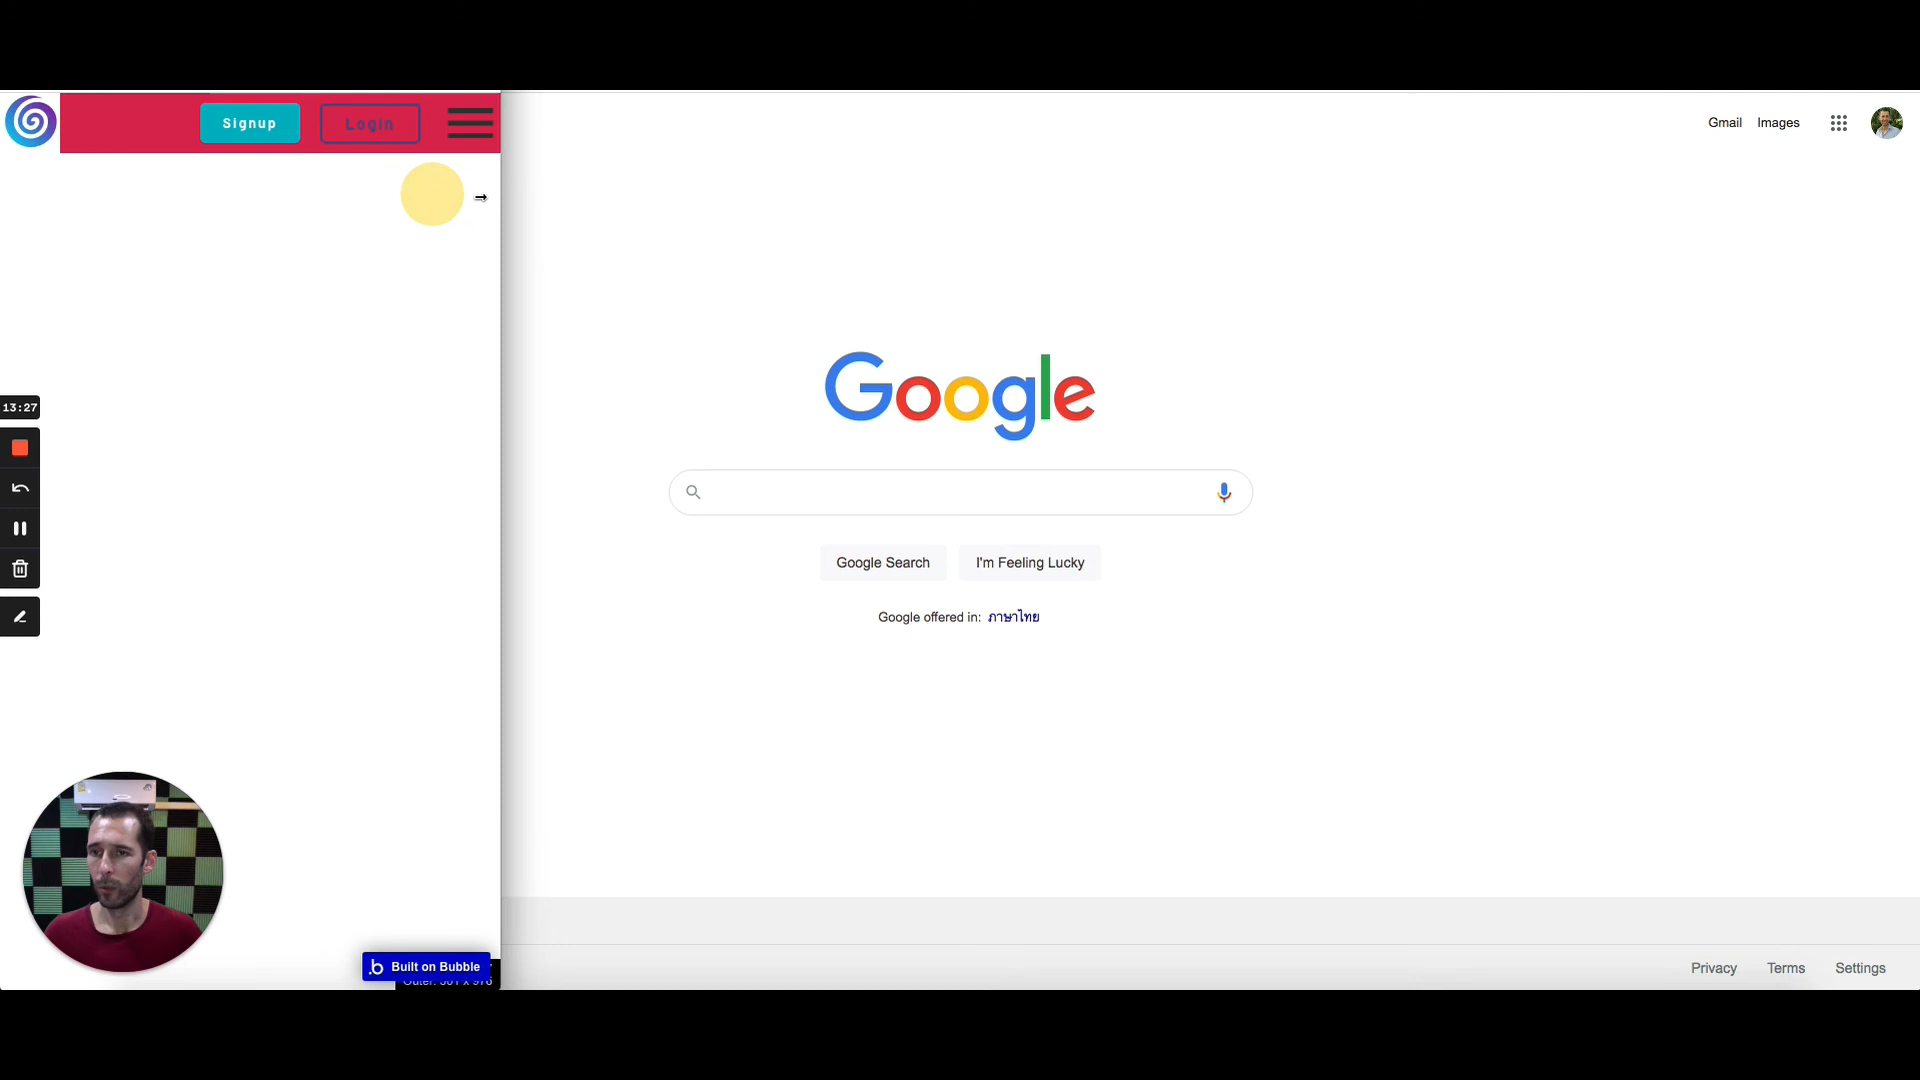 Signup
Login
Gmail
Images
Google
13:27
Google Search
I'm Feeling Lucky
Google offered in: ภาษาไทย
Built on Bubble
Privacy
Terms
Settings